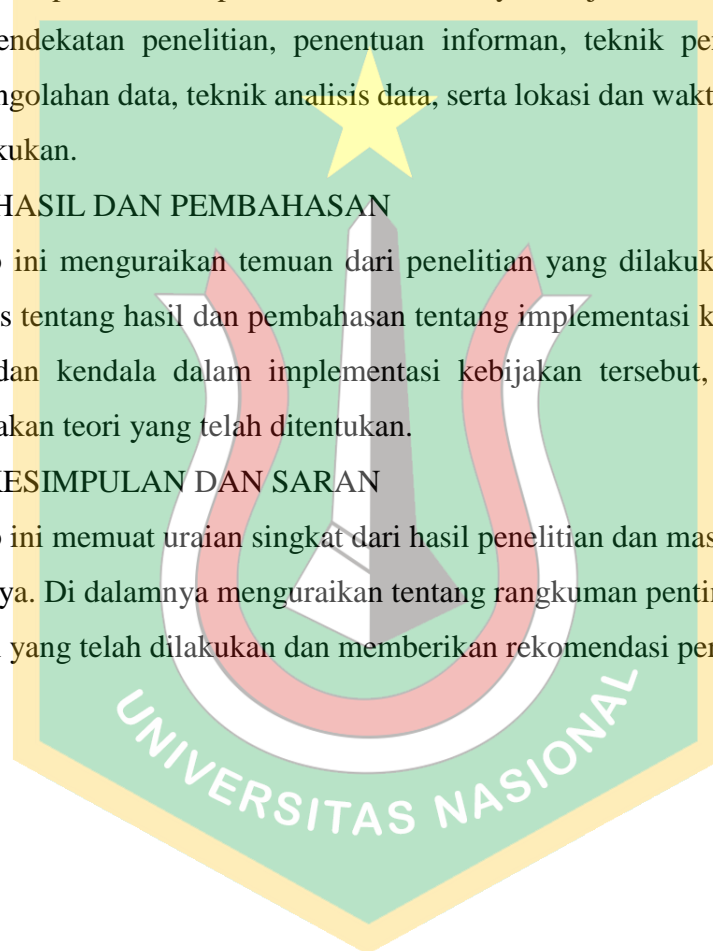 endekatan penelitian, penentuan informan, teknik pe
ngolahan data, teknik analisis data, serta lokasi dan wakt
kukan.
HASIL DAN PEMBAHASAN
ini menguraikan temuan dari penelitian yang dilakuk
s tentang hasil dan pembahasan tentang implementasi k
dan kendala dalam implementasi kebijakan tersebut,
akan teori yang telah ditentukan.
KESIMPULAN DAN SARAN
ini memuat uraian singkat dari hasil penelitian dan mas
ya. Di dalamnya menguraikan tentang rangkuman pentin
yang telah dilakukan dan memberikan rekomendasi pe
UNIVERSITAS NASIONAL